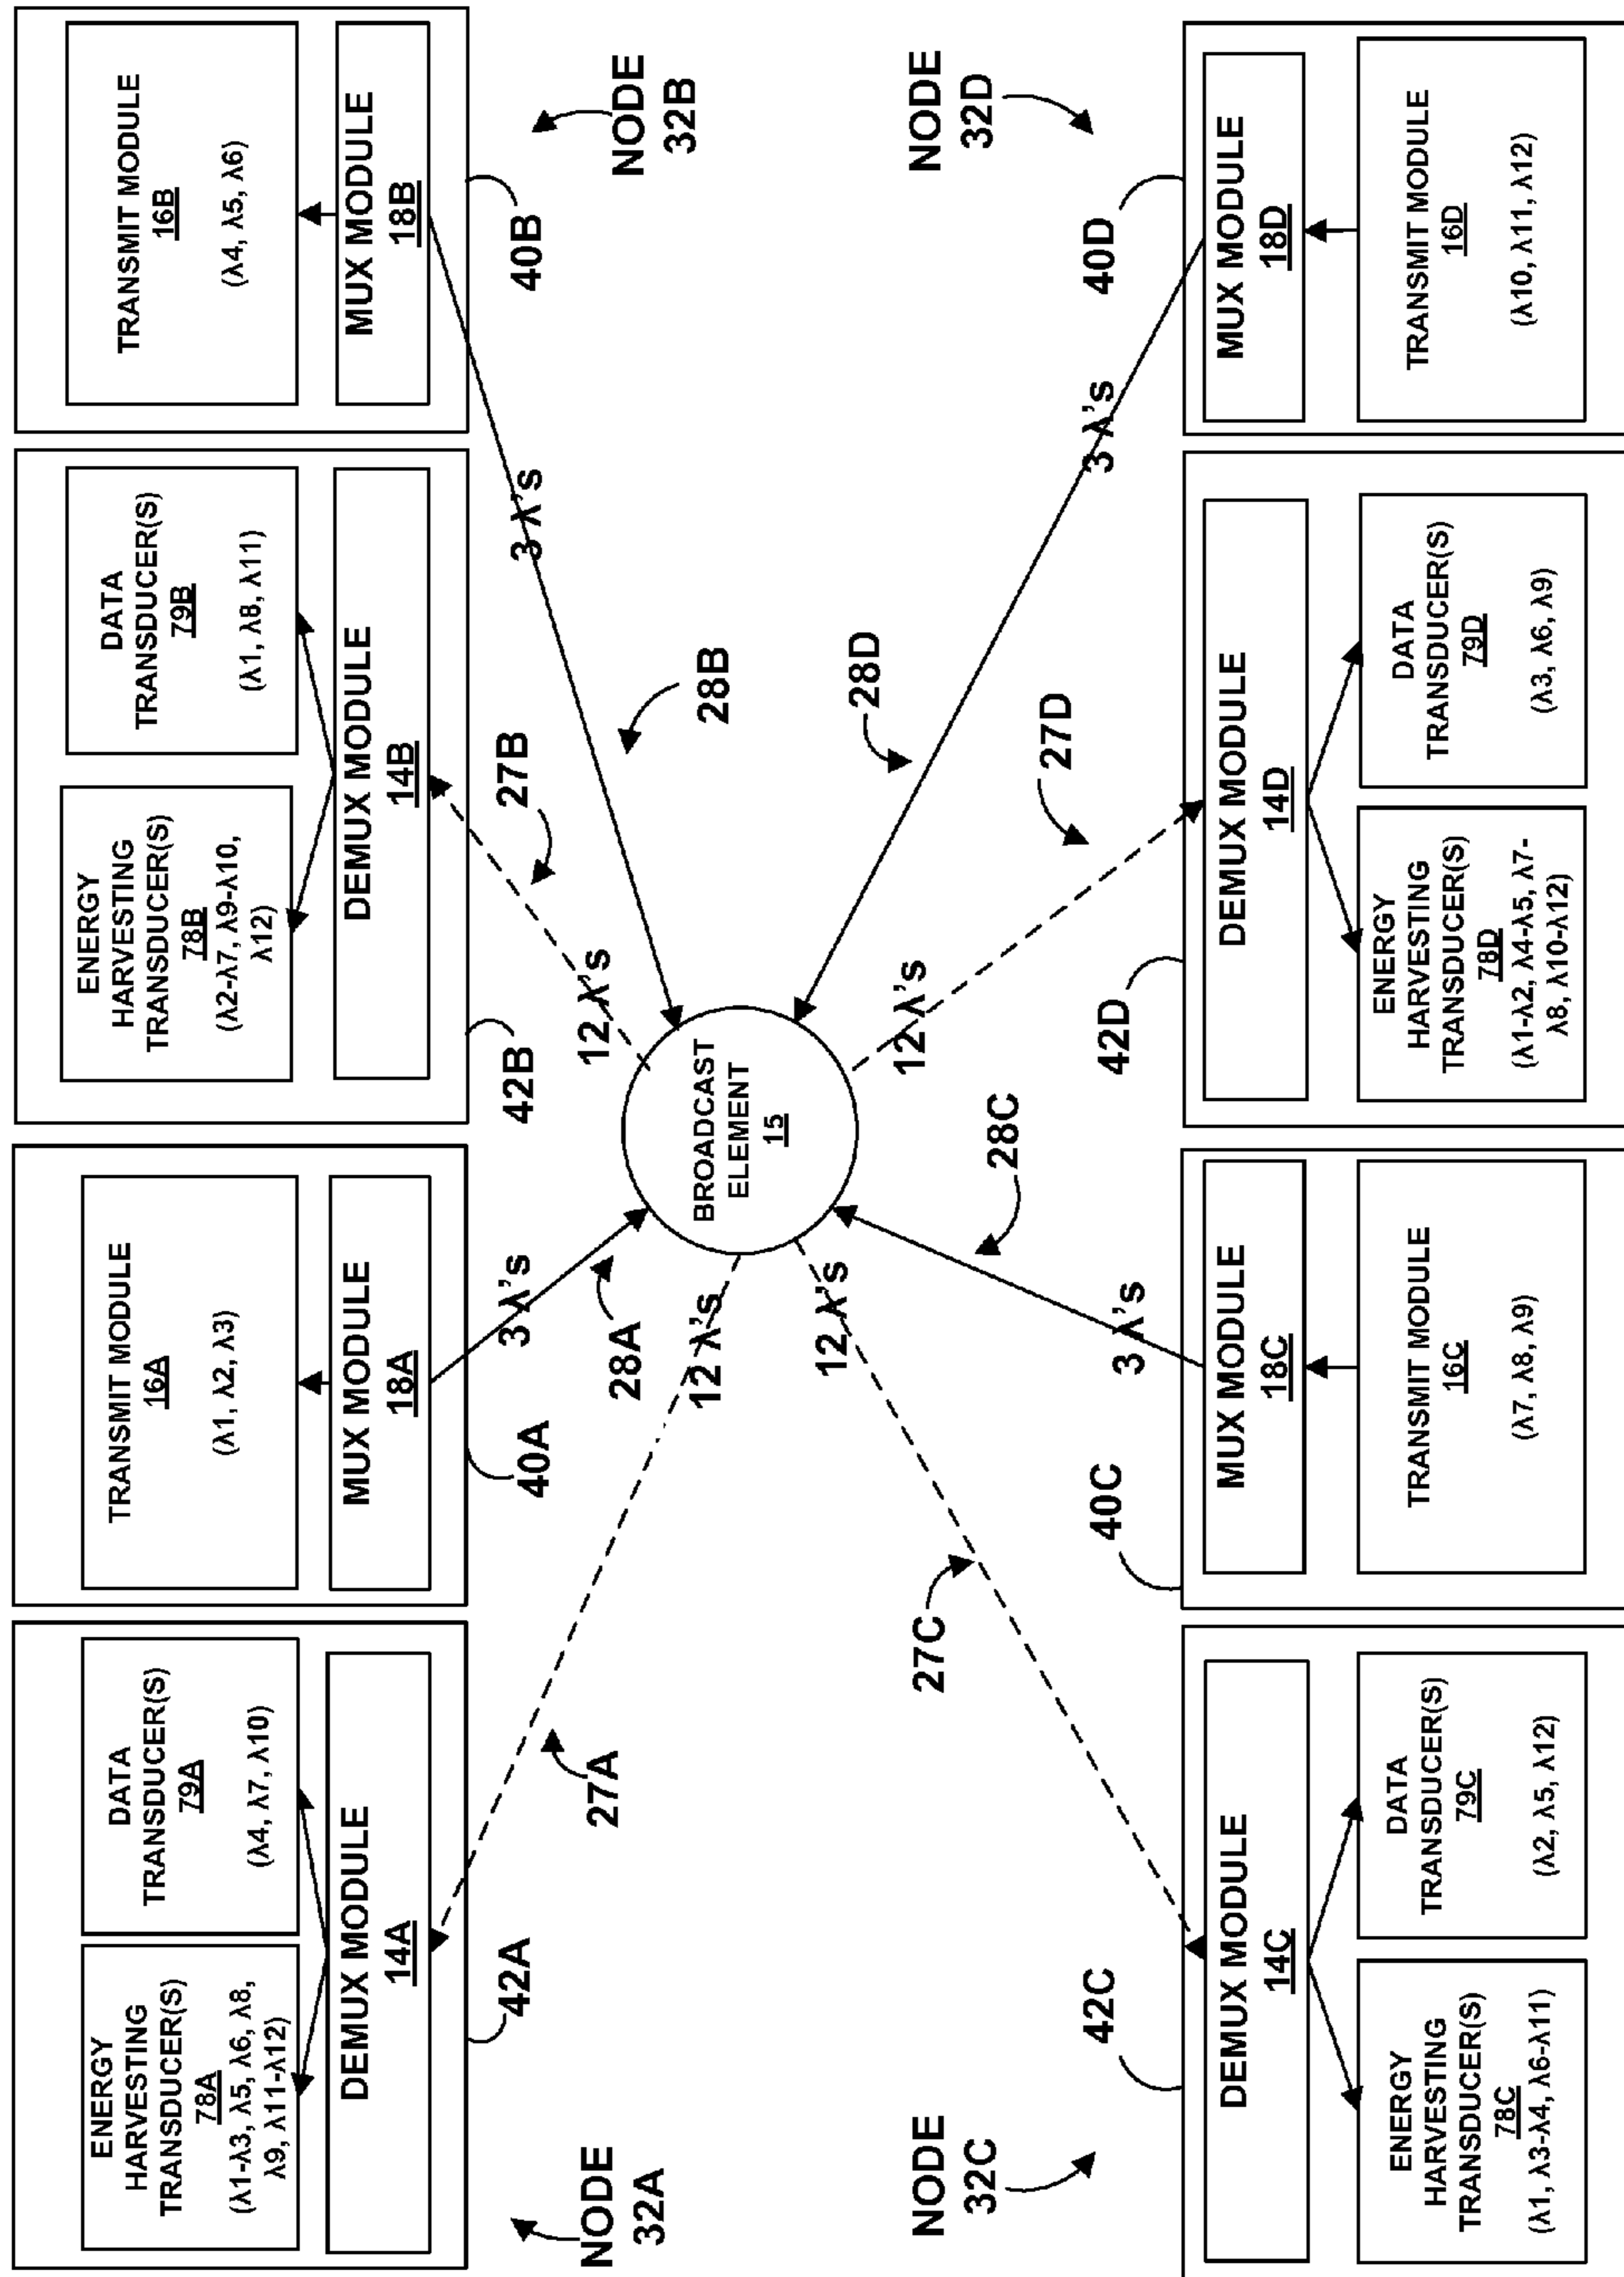 ENERGY
HARVESTING
TRANSDUCER(S)
78A
(λ1-λ3, λ5, λ6, λ8,
λ9, λ11-λ12)
DATA
TRANSDUCER(S)
79A
(λ4, λ7, λ10)
DEMUX MODULE
14A
TRANSMIT MODULE
16A
(λ1, λ2, λ3)
MUX MODULE
18A
ENERGY
HARVESTING
TRANSDUCER(S)
78B
(λ2-λ7, λ9-λ10,
λ12)
DATA
TRANSDUCER(S)
79B
(λ1, λ8, λ11)
DEMUX MODULE
14B
TRANSMIT MODULE
16B
(λ4, λ5, λ6)
MUX MODULE
18B
NODE
32A
42A
27A
40A
3 λ's
28A
12 λ's
42B
12 λ's
27B
3 λ's
28B
40B
NODE
32B
BROADCAST
ELEMENT
15
NODE
32C
42C
27C
12 λ's
40C
3 λ's
28C
42D
12 λ's
27D
28D
3 λ's
40D
NODE
32D
DEMUX MODULE
14C
ENERGY
HARVESTING
TRANSDUCER(S)
78C
(λ1, λ3-λ4, λ6-λ11)
DATA
TRANSDUCER(S)
79C
(λ2, λ5, λ12)
MUX MODULE
18C
TRANSMIT MODULE
16C
(λ7, λ8, λ9)
DEMUX MODULE
14D
ENERGY
HARVESTING
TRANSDUCER(S)
78D
(λ1-λ2, λ4-λ5, λ7-
λ8, λ10-λ12)
DATA
TRANSDUCER(S)
79D
(λ3, λ6, λ9)
MUX MODULE
18D
TRANSMIT MODULE
16D
(λ10, λ11, λ12)